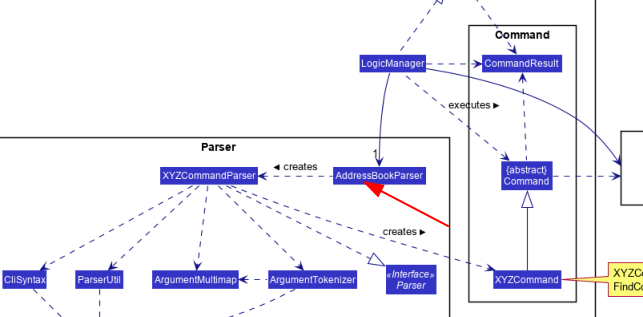 Command
LogicManager
CommandResult
executes ►
Parser
1
◄ creates
XYZCommandParser
AddressBookParser
{abstract}
Command
creates ►
CliSyntax
ParserUtil
ArgumentMultimap
ArgumentTokenizer
«Interface»
Parser
XYZCommand
XYZCo
FindCo